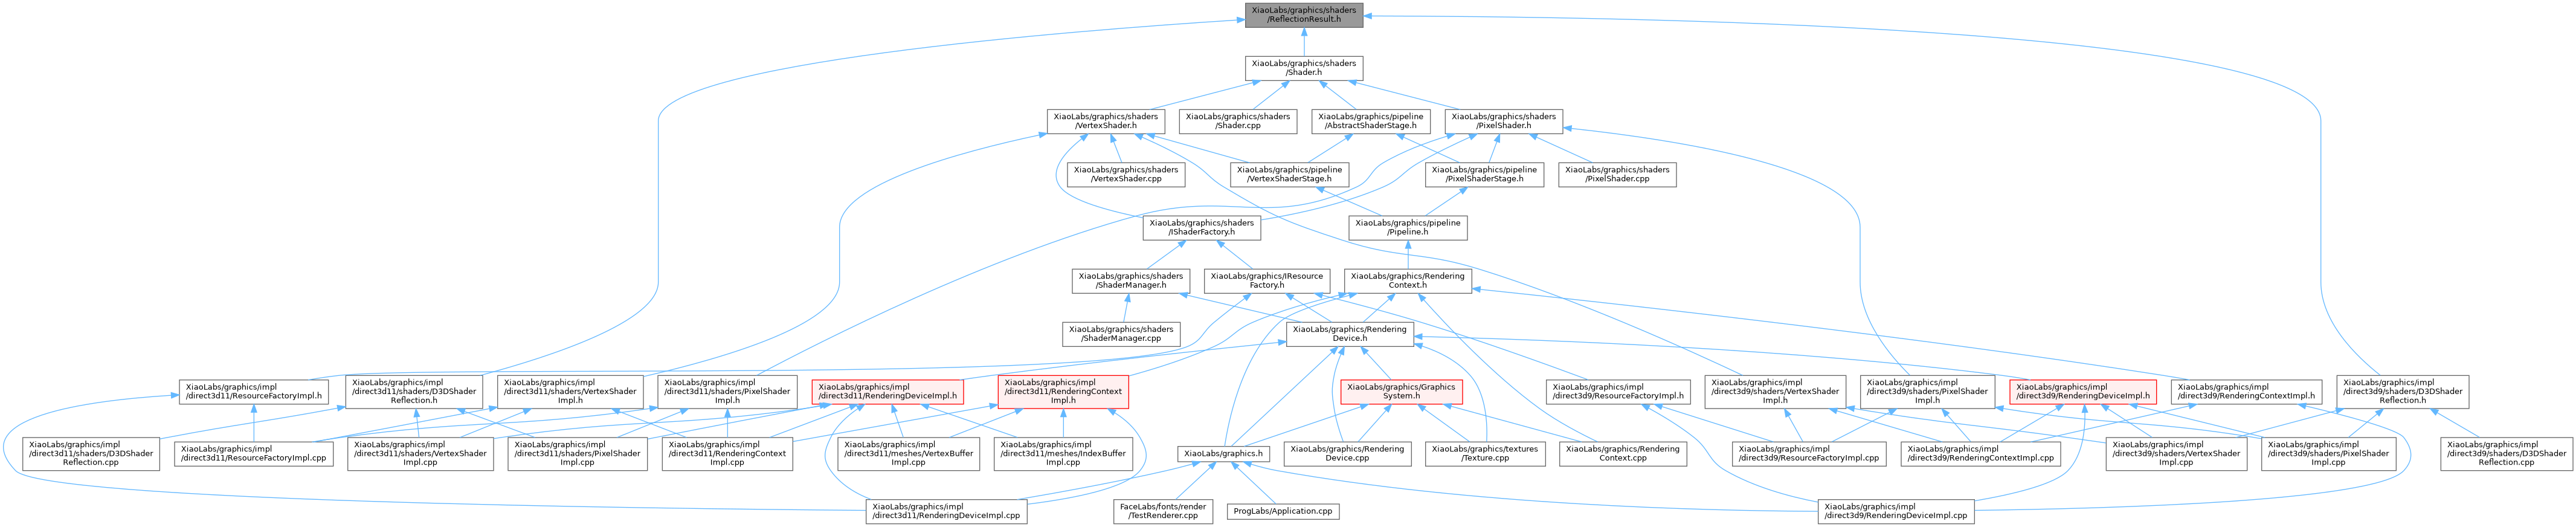 XiaoLabs/graphics/shaders
/ReflectionResult.h
XiaoLabs/graphics/shaders
/Shader.h
XiaoLabs/graphics/shaders
/VertexShader.h
XiaoLabs/graphics/shaders
/Shader.cpp
XiaoLabs/graphics/pipeline
/AbstractShaderStage.h
XiaoLabs/graphics/shaders
/PixelShader.h
XiaoLabs/graphics/shaders
/VertexShader.cpp
XiaoLabs/graphics/pipeline
/VertexShaderStage.h
XiaoLabs/graphics/pipeline
/PixelShaderStage.h
XiaoLabs/graphics/shaders
/PixelShader.cpp
XiaoLabs/graphics/shaders
/IShaderFactory.h
XiaoLabs/graphics/pipeline
/Pipeline.h
XiaoLabs/graphics/shaders
/ShaderManager.h
XiaoLabs/graphics/IResource
Factory.h
XiaoLabs/graphics/Rendering
Context.h
XiaoLabs/graphics/shaders
/ShaderManager.cpp
XiaoLabs/graphics/Rendering
Device.h
XiaoLabs/graphics/impl
/direct3d11/ResourceFactoryImpl.h
XiaoLabs/graphics/impl
/direct3d11/shaders/D3DShader
Reflection.h
XiaoLabs/graphics/impl
/direct3d11/shaders/VertexShader
Impl.h
XiaoLabs/graphics/impl
/direct3d11/shaders/PixelShader
Impl.h
XiaoLabs/graphics/impl
/direct3d11/RenderingDeviceImpl.h
XiaoLabs/graphics/impl
/direct3d11/RenderingContext
Impl.h
XiaoLabs/graphics/Graphics
System.h
XiaoLabs/graphics/impl
/direct3d9/ResourceFactoryImpl.h
XiaoLabs/graphics/impl
/direct3d9/shaders/VertexShader
Impl.h
XiaoLabs/graphics/impl
/direct3d9/shaders/PixelShader
Impl.h
XiaoLabs/graphics/impl
/direct3d9/RenderingDeviceImpl.h
XiaoLabs/graphics/impl
/direct3d9/RenderingContextImpl.h
XiaoLabs/graphics/impl
/direct3d9/shaders/D3DShader
Reflection.h
XiaoLabs/graphics/impl
/direct3d11/shaders/D3DShader
Reflection.cpp
XiaoLabs/graphics/impl
/direct3d11/ResourceFactoryImpl.cpp
XiaoLabs/graphics/impl
/direct3d11/shaders/VertexShader
Impl.cpp
XiaoLabs/graphics/impl
/direct3d11/shaders/PixelShader
Impl.cpp
XiaoLabs/graphics/impl
/direct3d11/RenderingContext
Impl.cpp
XiaoLabs/graphics/impl
/direct3d11/meshes/VertexBuffer
Impl.cpp
XiaoLabs/graphics/impl
/direct3d11/meshes/IndexBuffer
Impl.cpp
XiaoLabs/graphics.h
XiaoLabs/graphics/Rendering
Device.cpp
XiaoLabs/graphics/textures
/Texture.cpp
XiaoLabs/graphics/Rendering
Context.cpp
XiaoLabs/graphics/impl
/direct3d9/ResourceFactoryImpl.cpp
XiaoLabs/graphics/impl
/direct3d9/RenderingContextImpl.cpp
XiaoLabs/graphics/impl
/direct3d9/shaders/VertexShader
Impl.cpp
XiaoLabs/graphics/impl
/direct3d9/shaders/PixelShader
Impl.cpp
XiaoLabs/graphics/impl
/direct3d9/shaders/D3DShader
Reflection.cpp
XiaoLabs/graphics/impl
/direct3d11/RenderingDeviceImpl.cpp
FaceLabs/fonts/render
/TestRenderer.cpp
ProgLabs/Application.cpp
XiaoLabs/graphics/impl
/direct3d9/RenderingDeviceImpl.cpp